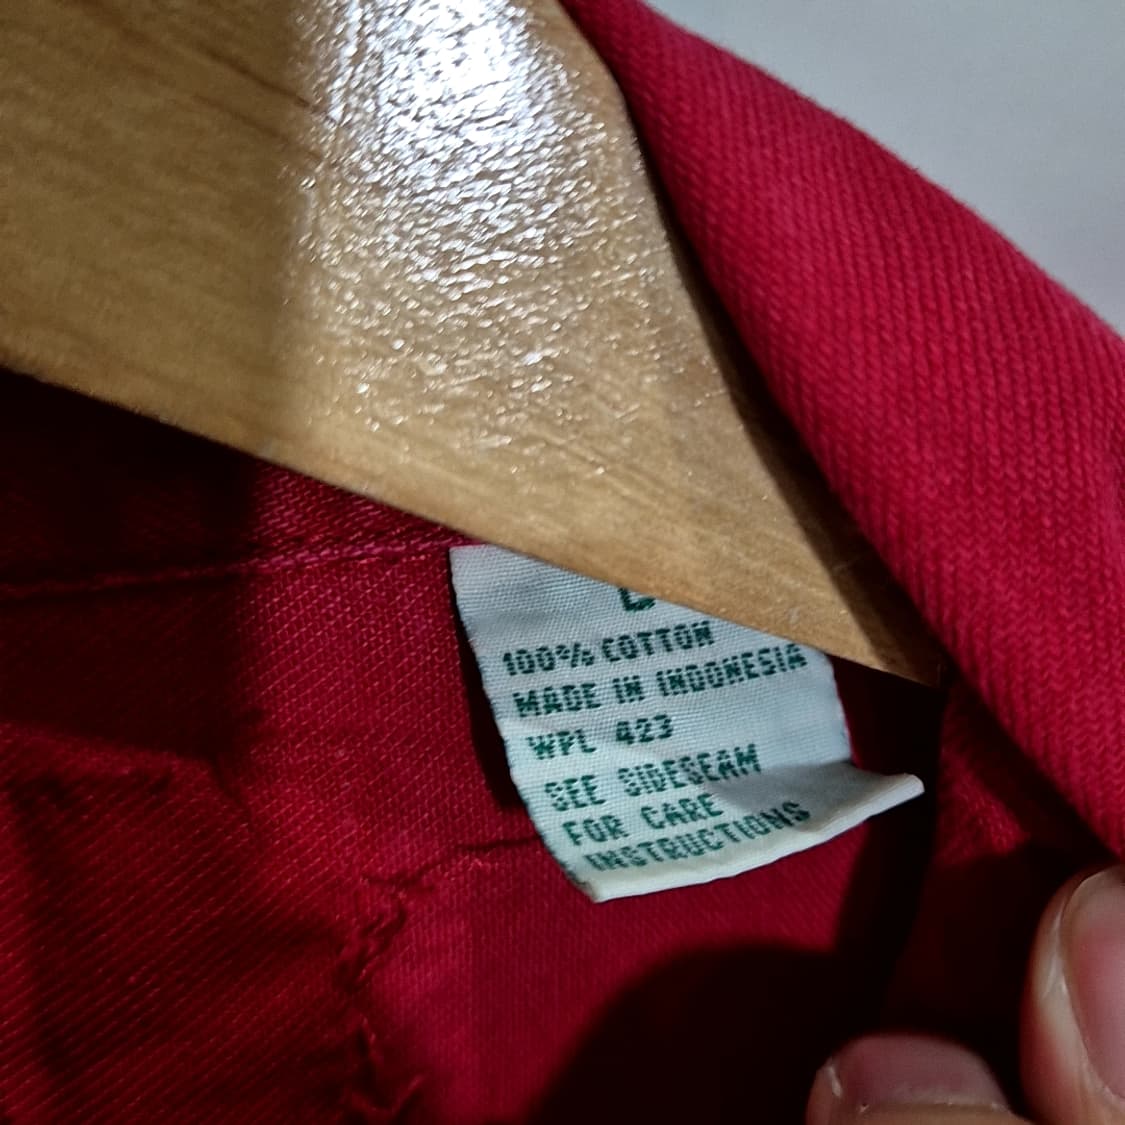 L
100% COTTON
MADE IN INDONESIA
WPL 423
SEE SIDESEAM
FOR CARE
INSTRUCTIONS